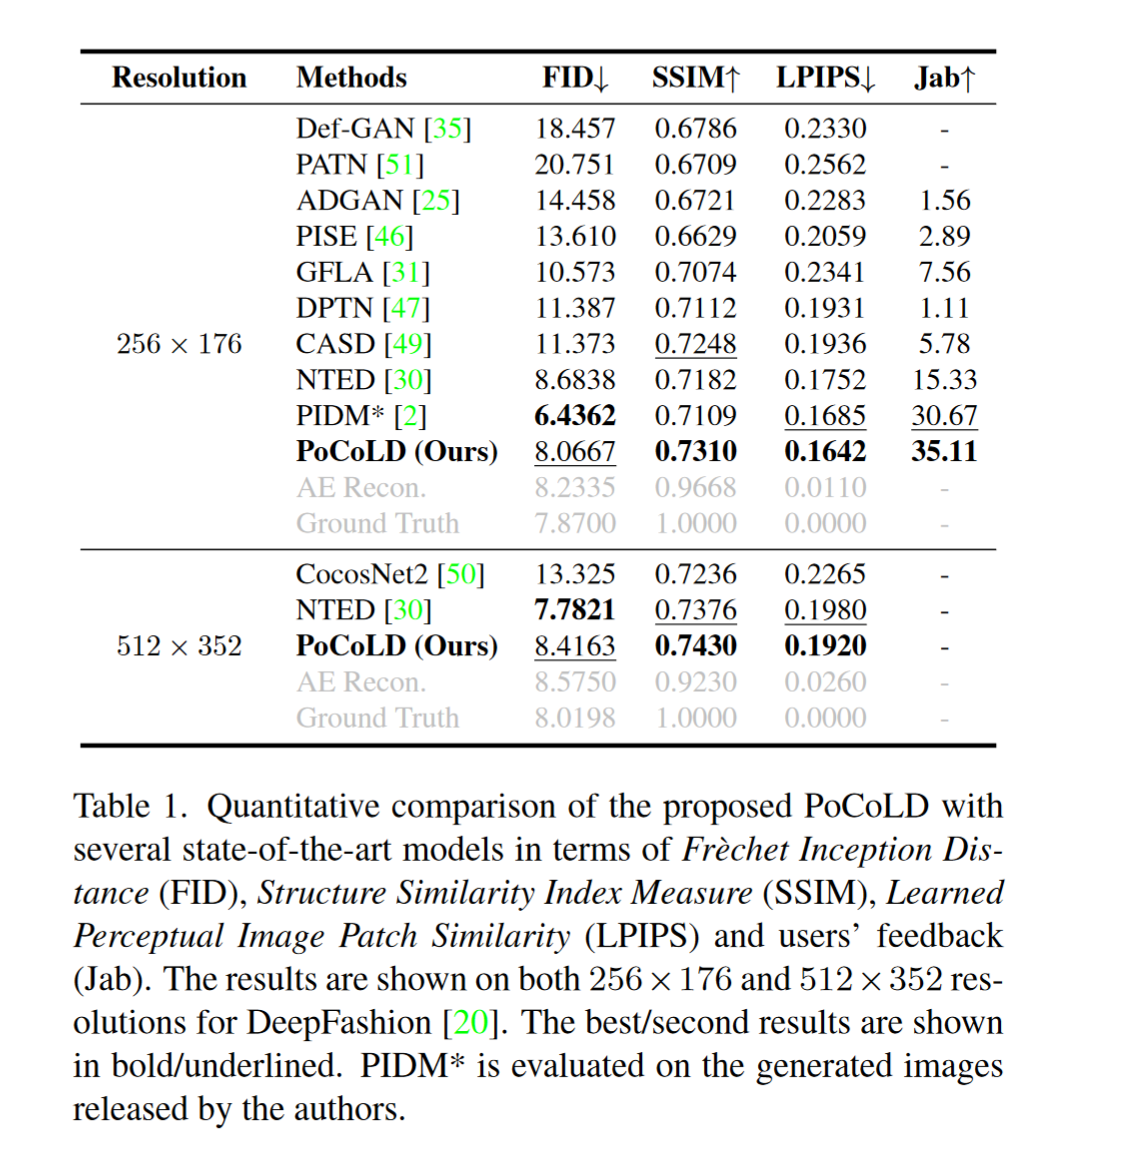 Resolution Methods FID↓ SSIM↑ LPIPS↓ Jab↑
Def-GAN [35] 18.457 0.6786 0.2330 -
PATN [51] 20.751 0.6709 0.2562 -
ADGAN [25] 14.458 0.6721 0.2283 1.56
PISE [46] 13.610 0.6629 0.2059 2.89
GFLA [31] 10.573 0.7074 0.2341 7.56
DPTN [47] 11.387 0.7112 0.1931 1.11
256 × 176 CASD [49] 11.373 0.7248 0.1936 5.78
NTED [30] 8.6838 0.7182 0.1752 15.33
PIDM* [2] 6.4362 0.7109 0.1685 30.67
PoCoLD (Ours) 8.0667 0.7310 0.1642 35.11
AE Recon. 8.2335 0.9668 0.0110 -
Ground Truth 7.8700 1.0000 0.0000 -
CocosNet2 [50] 13.325 0.7236 0.2265 -
NTED [30] 7.7821 0.7376 0.1980 -
512 × 352 PoCoLD (Ours) 8.4163 0.7430 0.1920 -
AE Recon. 8.5750 0.9230 0.0260 -
Ground Truth 8.0198 1.0000 0.0000 -
Table 1. Quantitative comparison of the proposed PoCoLD with
several state-of-the-art models in terms of Frèchet Inception Dis-
tance (FID), Structure Similarity Index Measure (SSIM), Learned
Perceptual Image Patch Similarity (LPIPS) and users' feedback
(Jab). The results are shown on both 256 × 176 and 512 × 352 res-
olutions for DeepFashion [20]. The best/second results are shown
in bold/underlined. PIDM* is evaluated on the generated images
released by the authors.